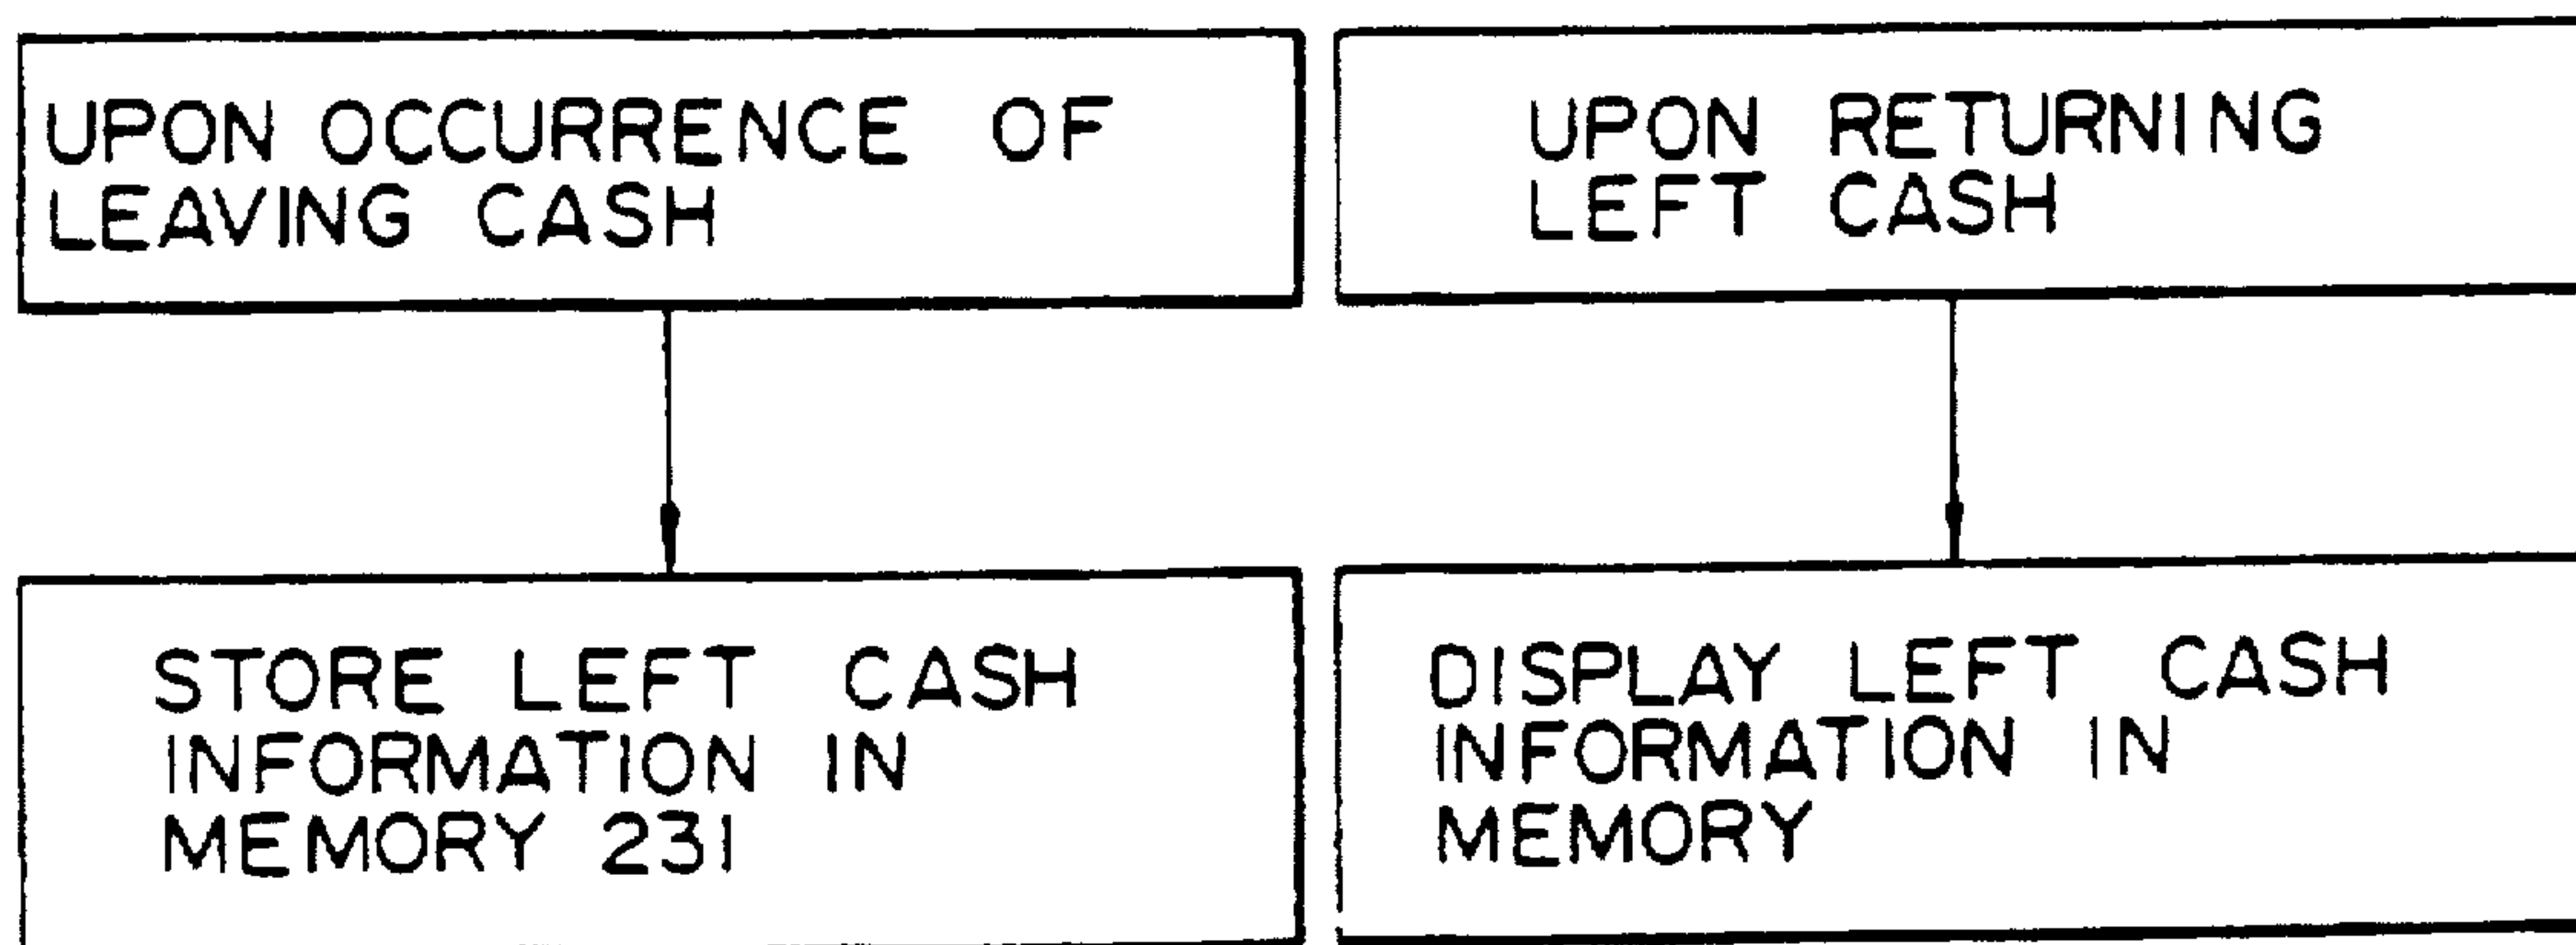 UPON OCCURRENCE OF
LEAVING CASH
UPON RETURNING
LEFT CASH
STORE LEFT CASH
INFORMATION IN
MEMORY 231
DISPLAY LEFT CASH
INFORMATION IN
MEMORY